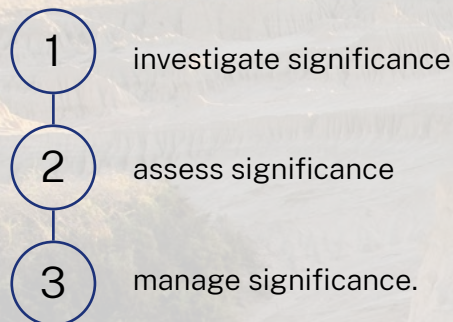 1 investigate significance
2 assess significance
3 manage significance.